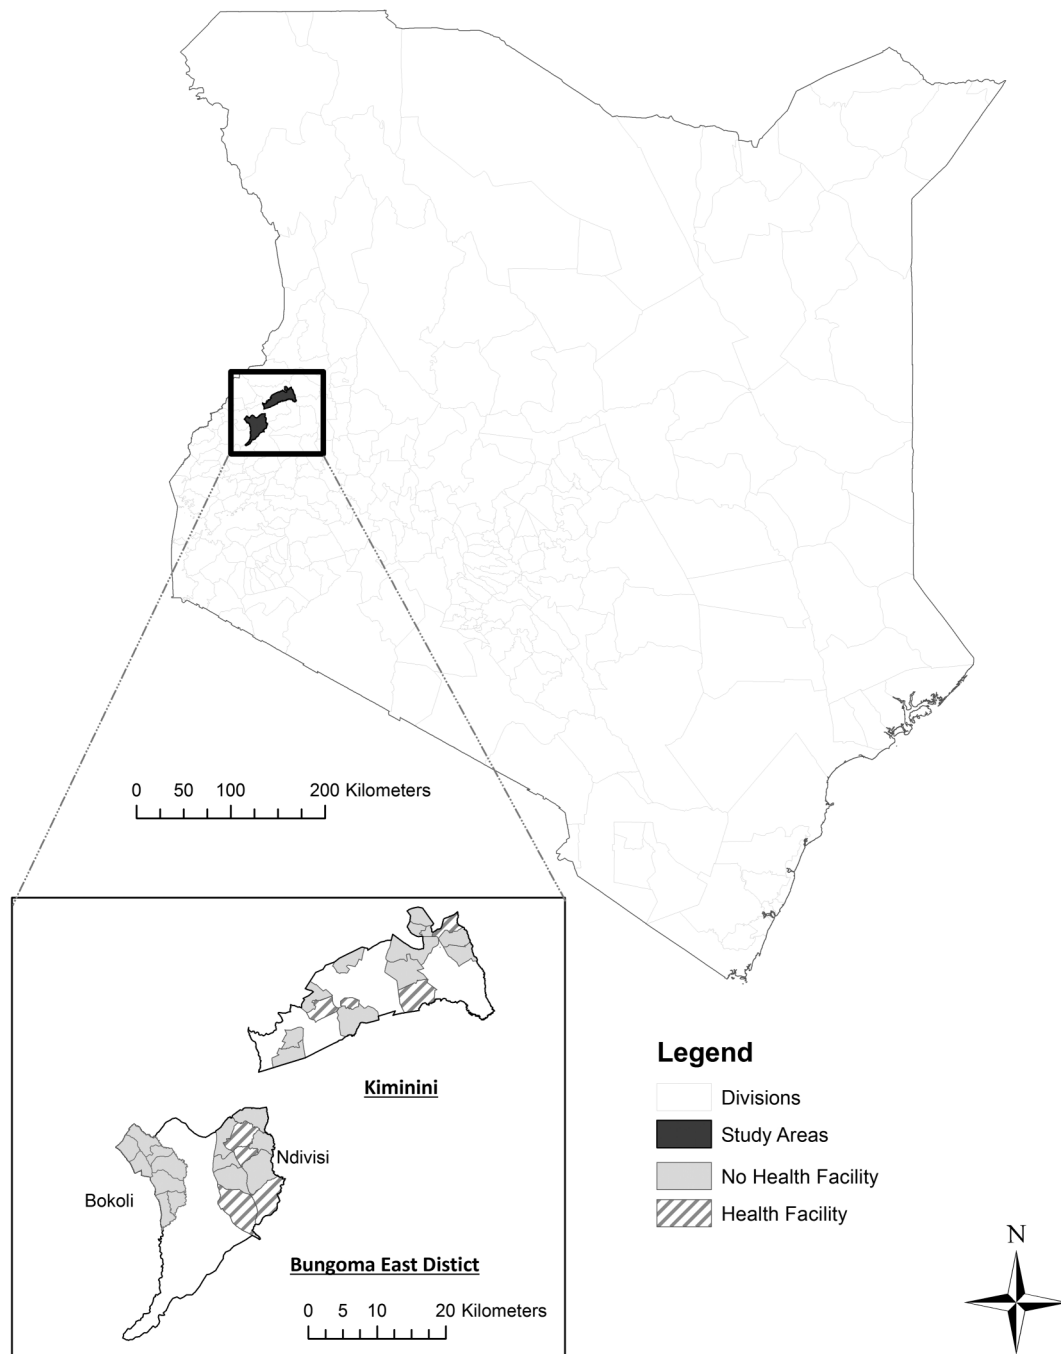 0 50 100 200 Kilometers
Kiminini
Ndivisi
Bokoli
Bungoma East Distict
0 5 10 20 Kilometers
Legend
Divisions
Study Areas
No Health Facility
Health Facility
N